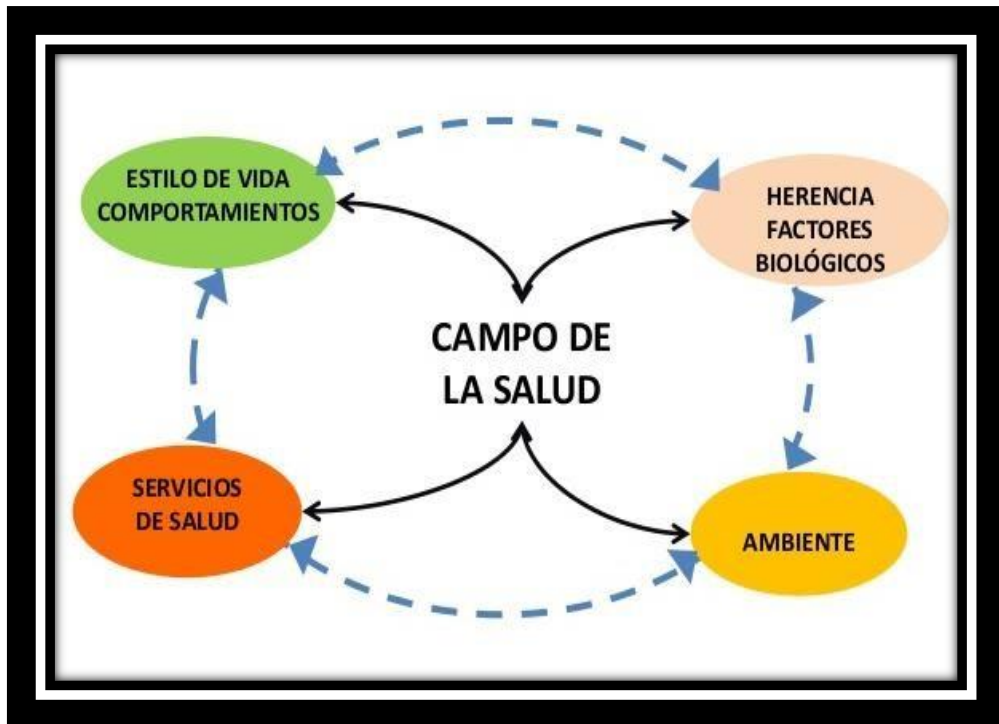 ESTILO DE VIDA
COMPORTAMIENTOS
HERENCIA
FACTORES
BIOLÓGICOS
CAMPO DE
LA SALUD
SERVICIOS
DE SALUD
AMBIENTE